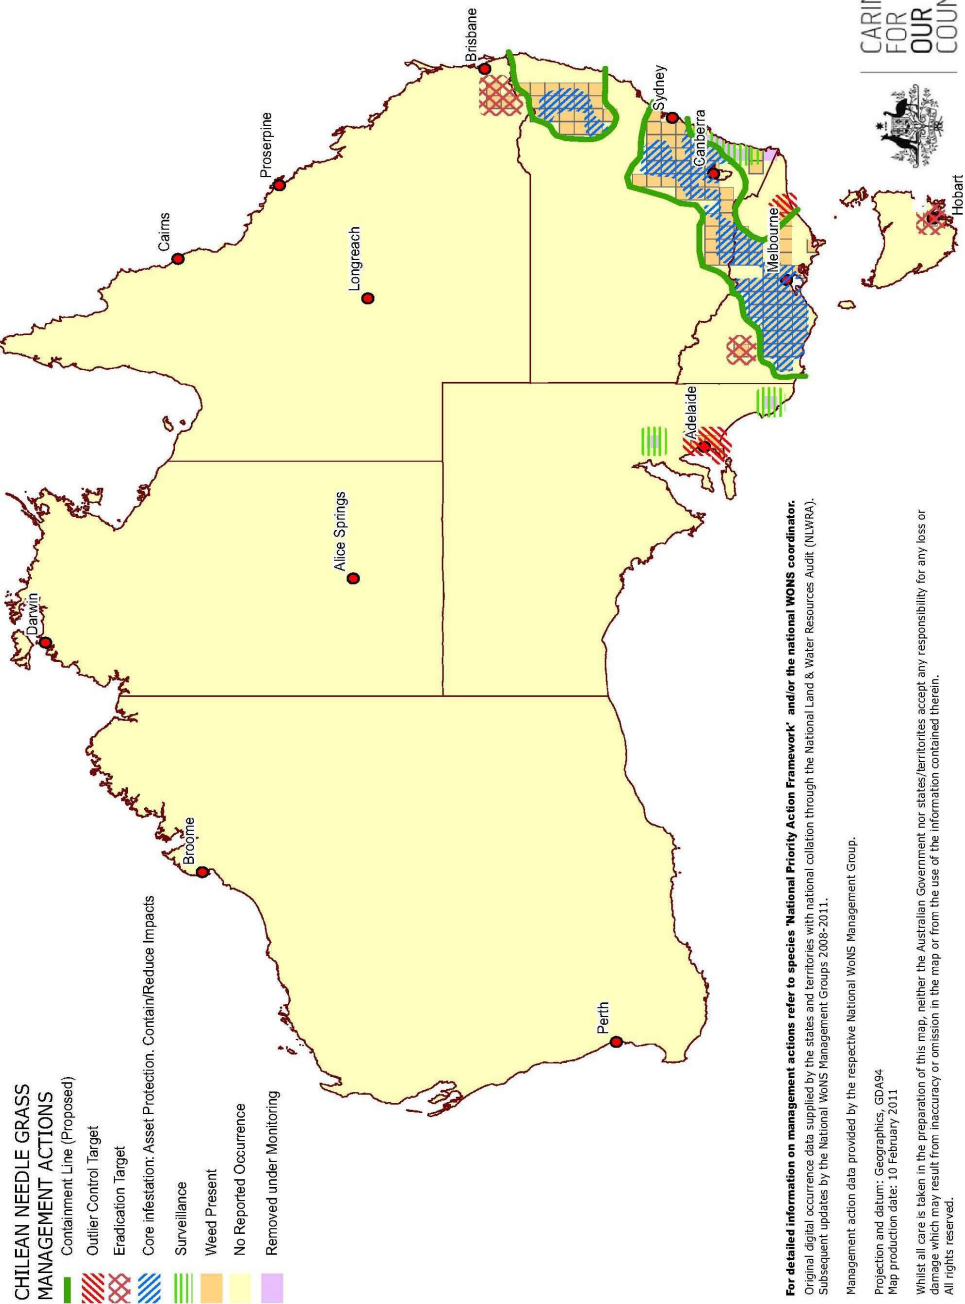 CHILEAN NEEDLE GRASS
MANAGEMENT ACTIONS
Containment Line (Proposed)
Outlier Control Target
Eradication Target
Core infestation: Asset Protection. Contain/Reduce Impacts
Surveillance
Weed Present
No Reported Occurrence
Removed under Monitoring
Darwin
Cairns
Broome
Prosperpine
Longreach
Alice Springs
Brisbane
Perth
Adelaide
Sydney
Canberra
Melbourne
Hobart
For detailed information on management actions refer to species 'National Priority Action Framework' and/or the national WONS coordinator.
Original digital occurrence data supplied by the states and territories with national collation through the National Land & Water Resources Audit (NLWRA).
Subsequent updates by the National WoNS Management Groups 2008-2011.
Management action data provided by the respective National WoNS Management Group.
Projection and datum: Geographics, GDA94
Map production date: 10 February 2011
Whilst all care is taken in the preparation of this map, neither the Australian Government nor states/territorites accept any responsibility for any loss or
damage which may result from inaccuracy or omission in the map or from the use of the information contained therein.
All rights reserved.
CARIN
FOR
OUR
COUN